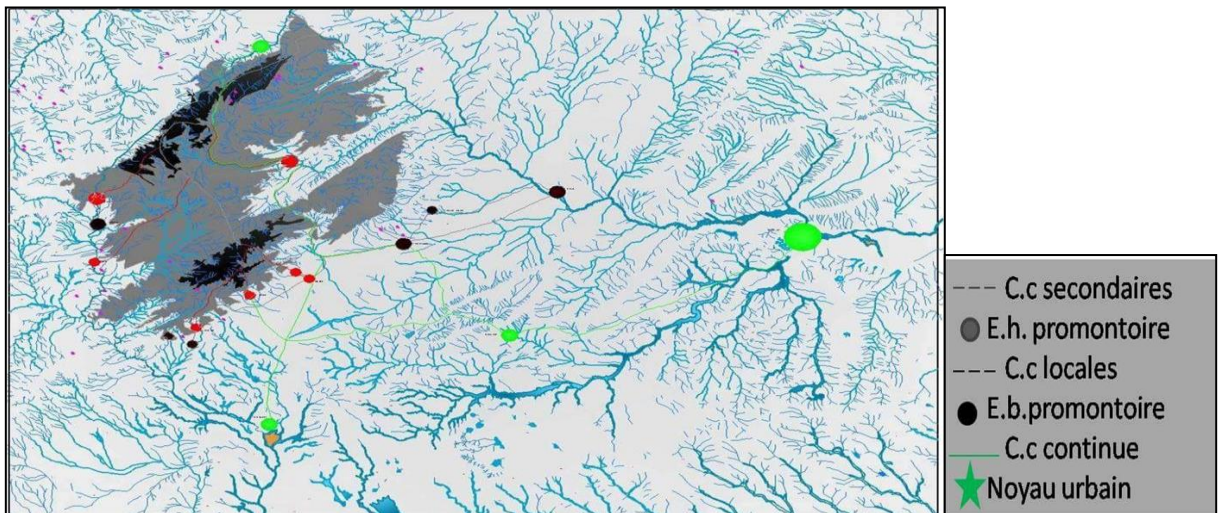 C.c secondaires
E.h. promontoire
C.c locales
E.b.promontoire
C.c continue
Noyau urbain